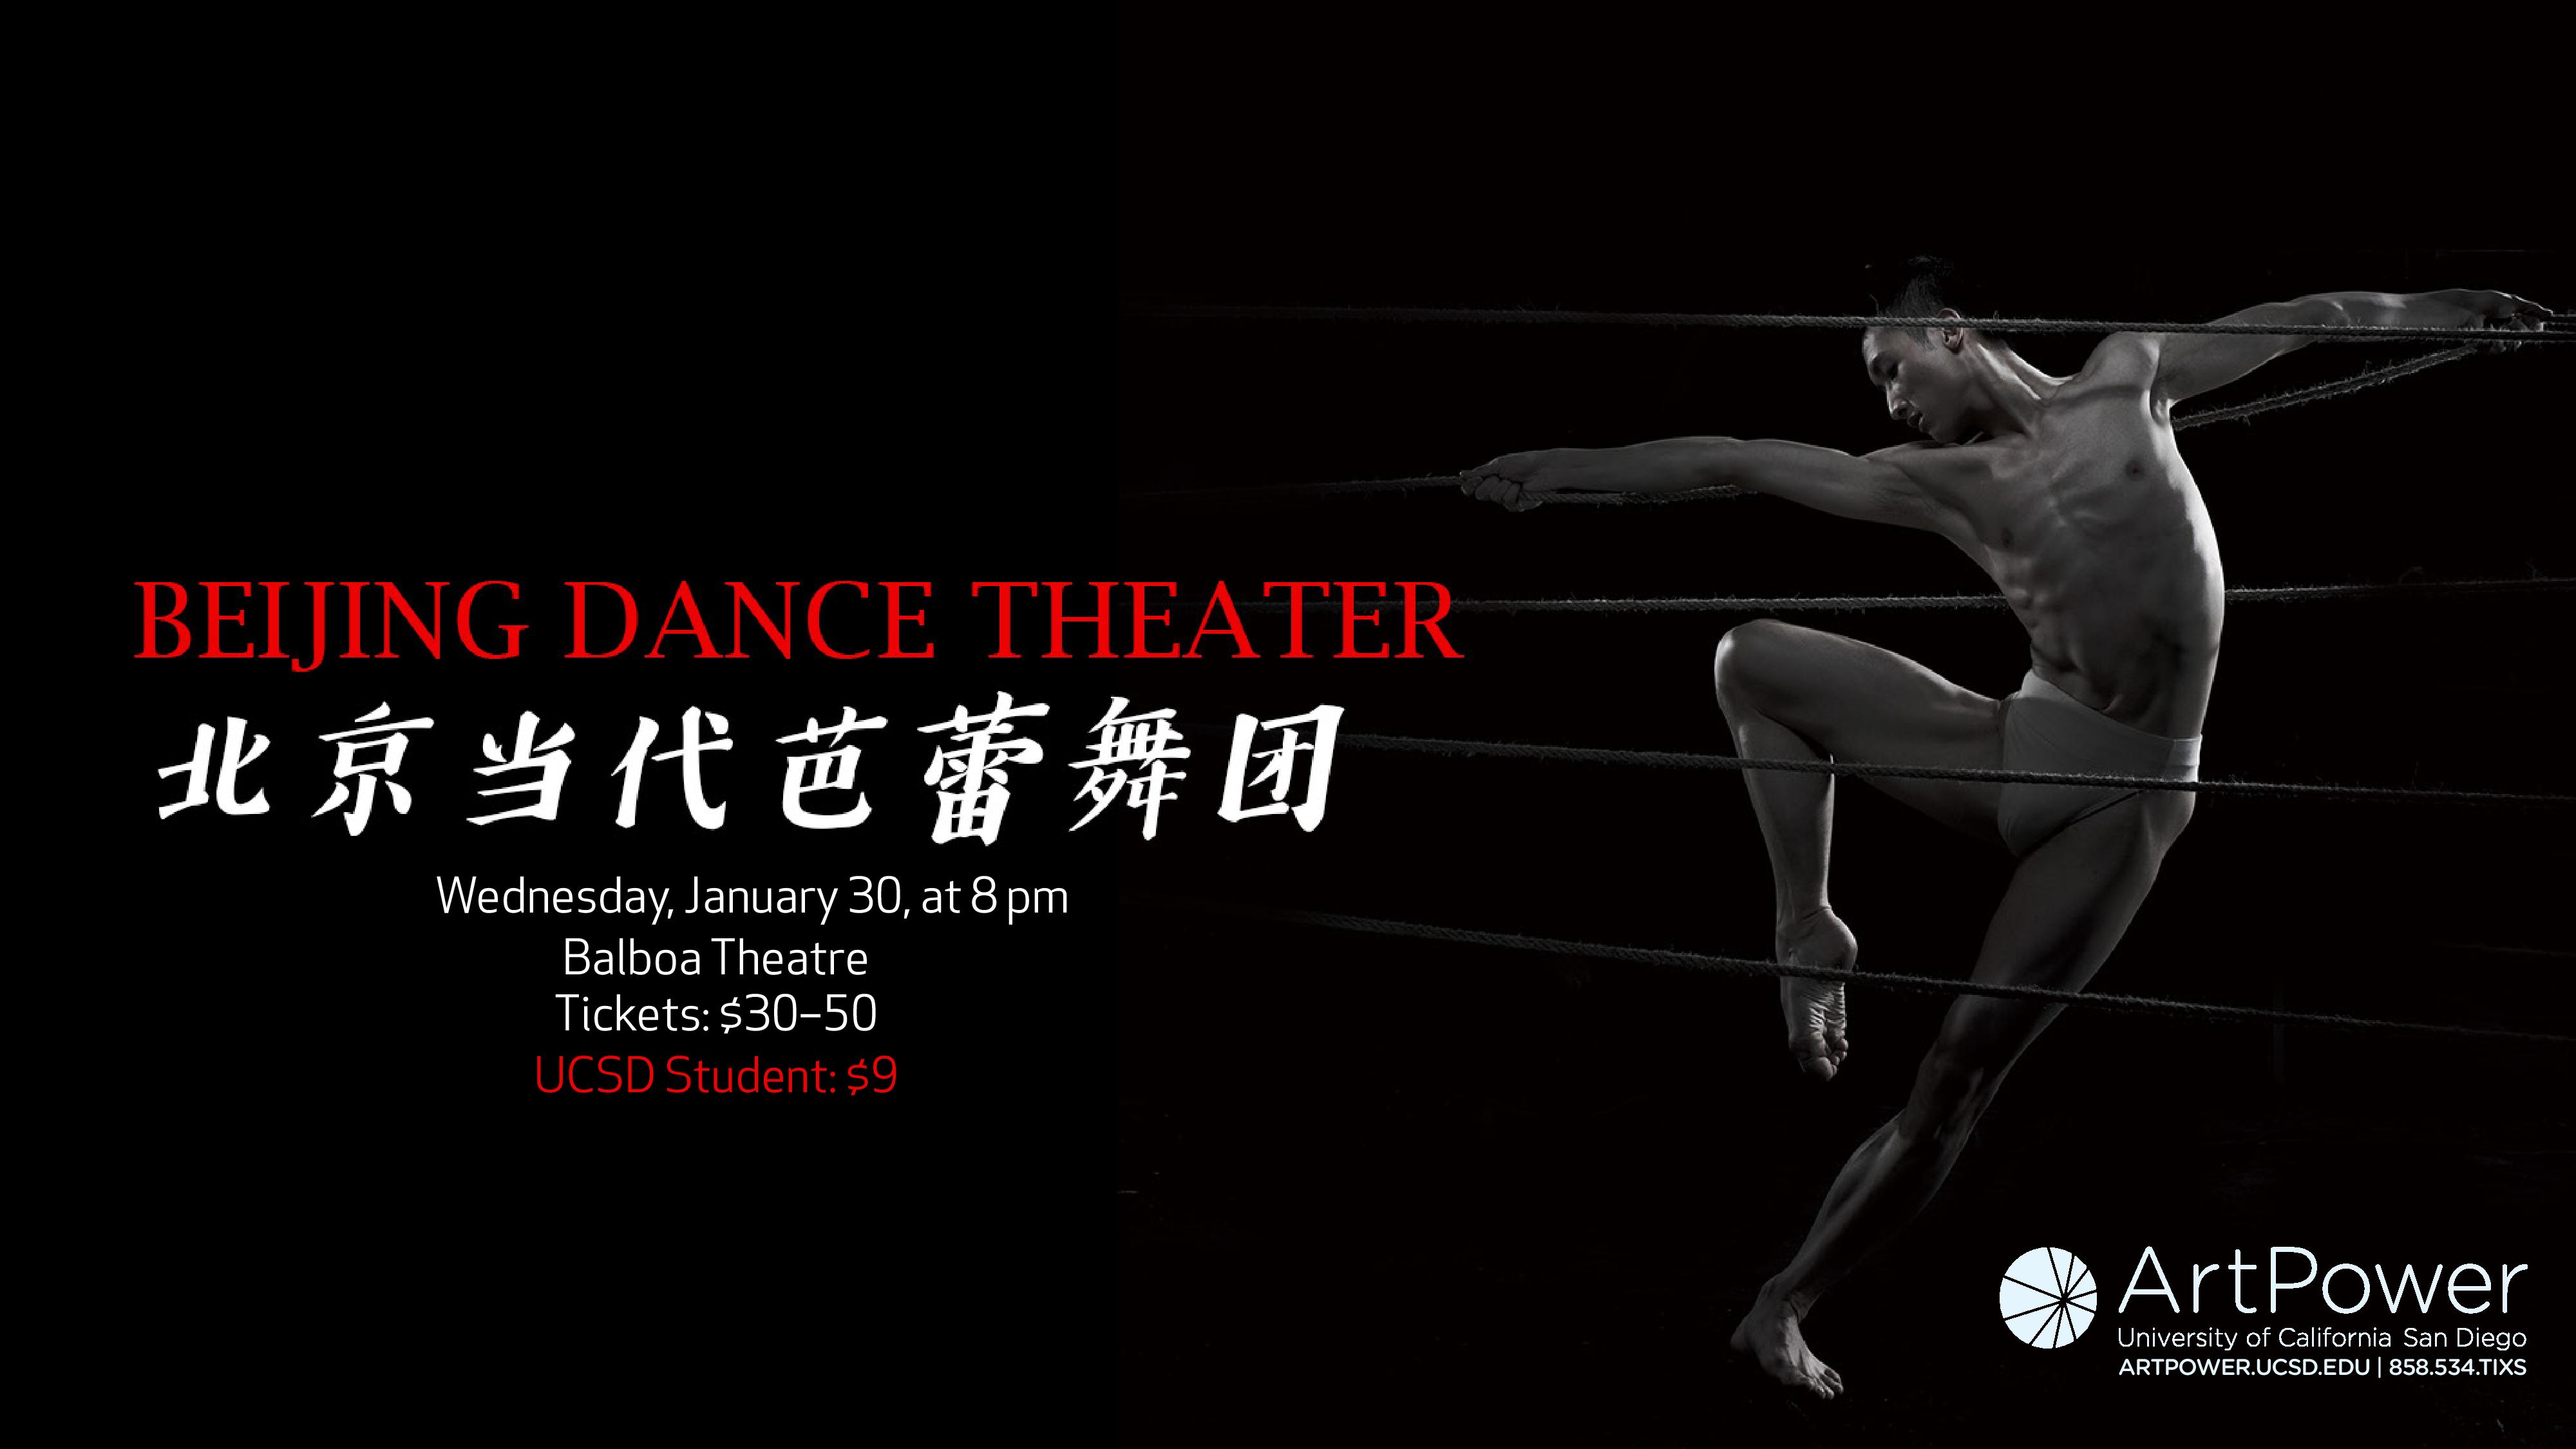 BEIJING DANCE THEATER
北京当代芭蕾舞团
Wednesday, January 30, at 8 pm
Balboa Theatre
Tickets: $30–50
UCSD Student: $9
ArtPower
University of California San Diego
ARTPOWER.UCSD.EDU | 858.534.TIXS